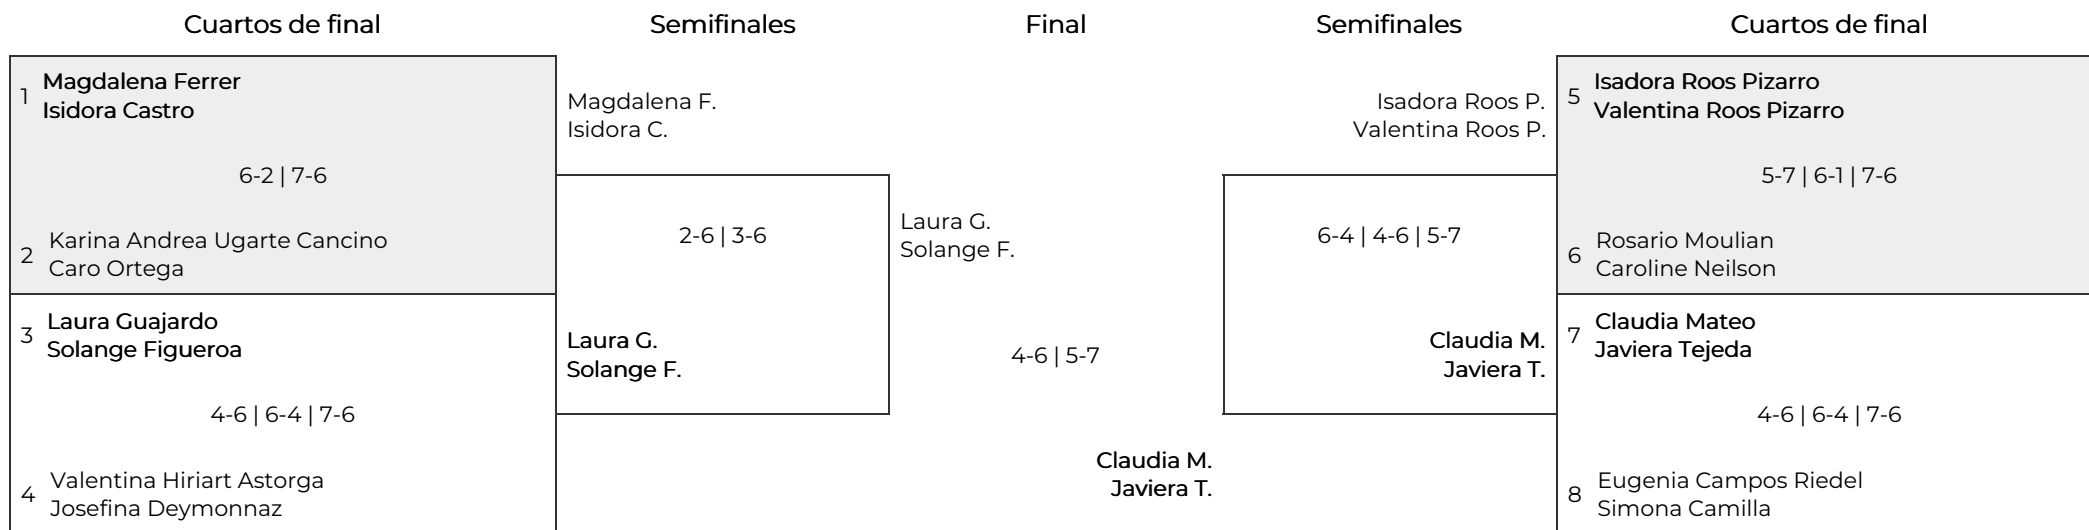 Cuartos de final
Semifinales
Final
Semifinales
Cuartos de final
1
Magdalena Ferrer
Isidora Castro
6-2 | 7-6
2
Karina Andrea Ugarte Cancino
Caro Ortega
3
Laura Guajardo
Solange Figueroa
4-6 | 6-4 | 7-6
4
Valentina Hiriart Astorga
Josefina Deymonnaz
Magdalena F.
Isidora C.
2-6 | 3-6
Laura G.
Solange F.
Laura G.
Solange F.
4-6 | 5-7
Claudia M.
Javiera T.
Isadora Roos P.
Valentina Roos P.
6-4 | 4-6 | 5-7
Claudia M.
Javiera T.
5
Isadora Roos Pizarro
Valentina Roos Pizarro
5-7 | 6-1 | 7-6
6
Rosario Moulian
Caroline Neilson
7
Claudia Mateo
Javiera Tejeda
4-6 | 6-4 | 7-6
8
Eugenia Campos Riedel
Simona Camilla